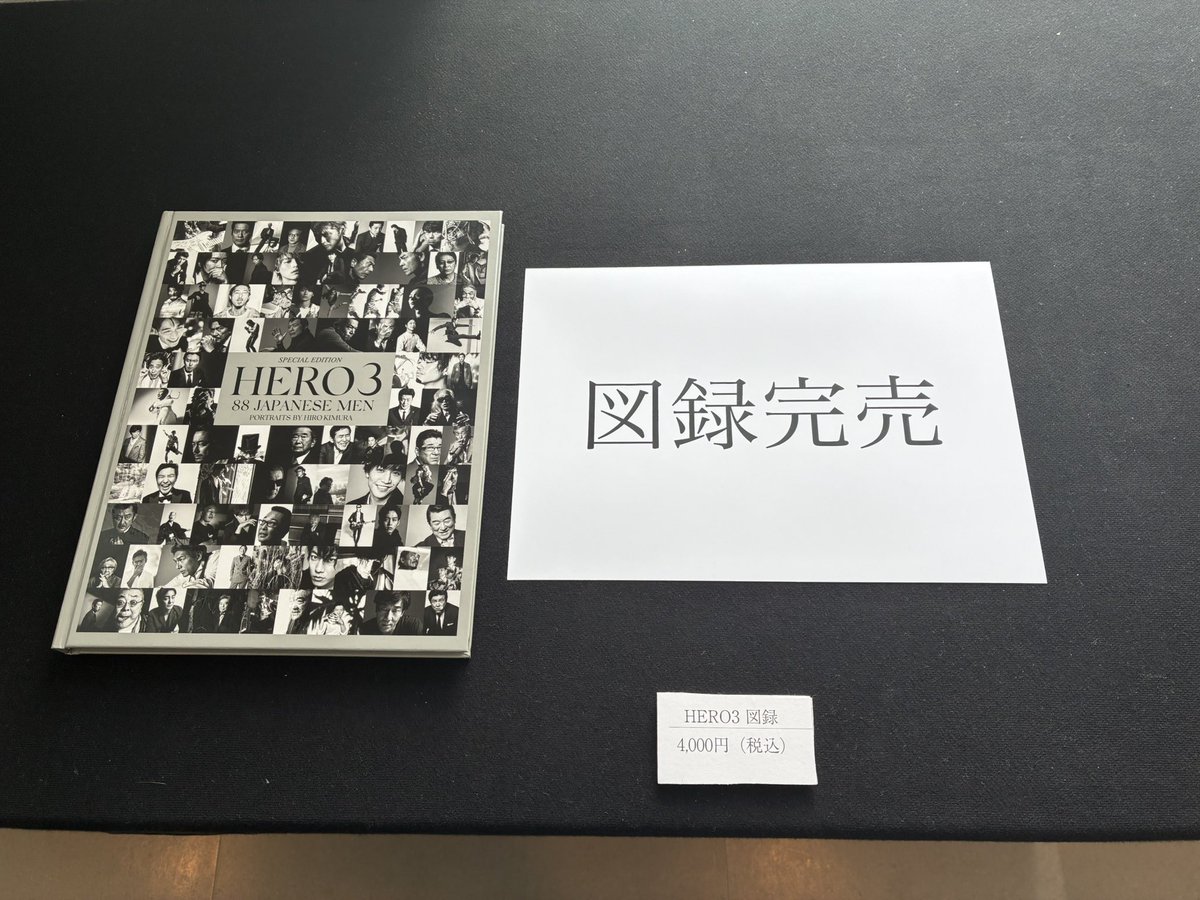 SPECIAL EDITION
HERO3
88 JAPANESE MEN
PORTRAITS BY HIRO KIMURA
図録完売
HERO3 図録
4,000円（税込）